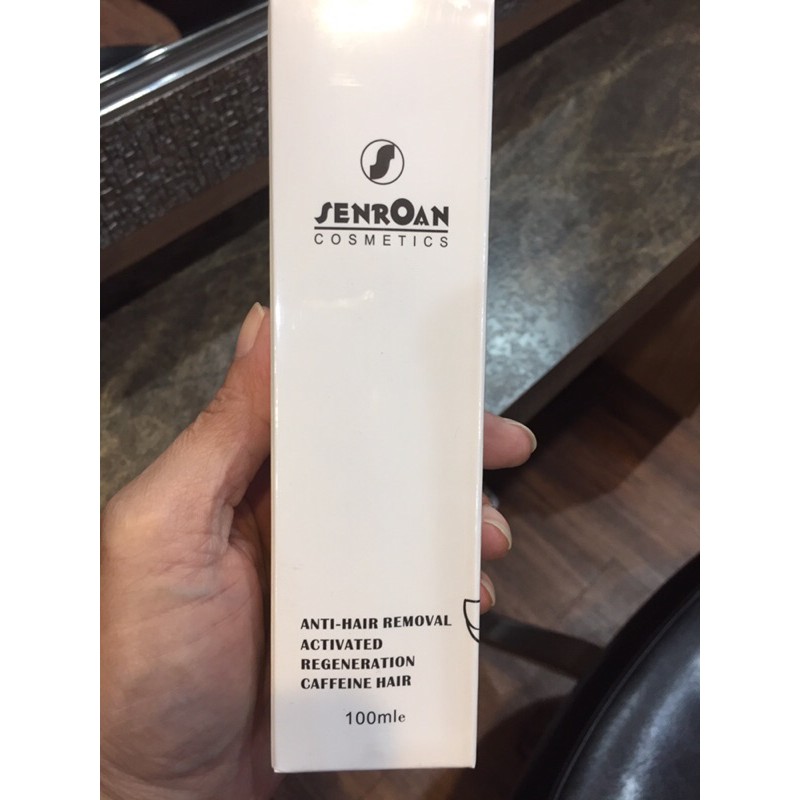 SENROAN
COSMETICS
ANTI-HAIR REMOVAL
ACTIVATED
REGENERATION
CAFFEINE HAIR
100mle